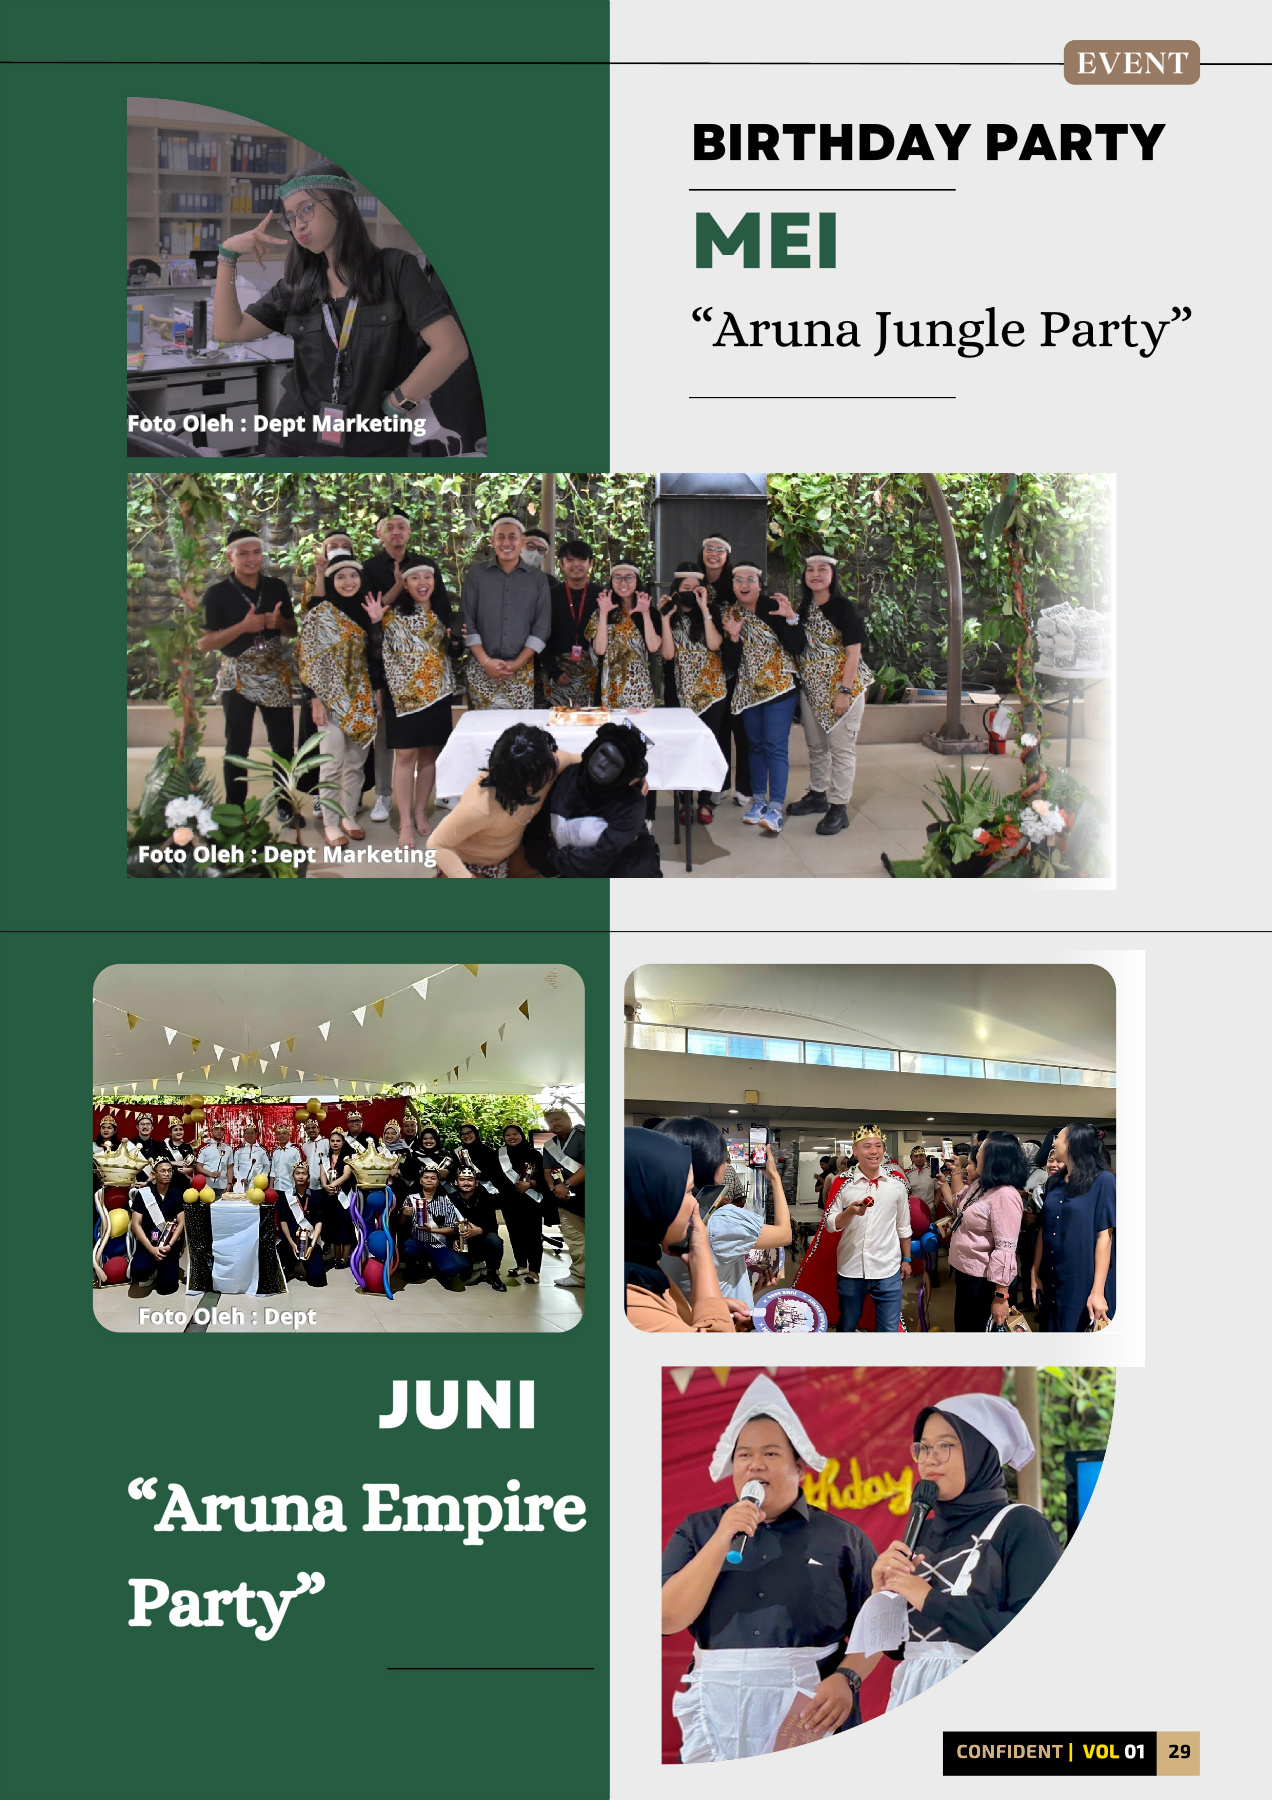 EVENT
BIRTHDAY PARTY
MEI
“Aruna Jungle Party”
Foto Oleh : Dept Marketing
Foto Oleh : Dept Marketing
Foto Oleh : Dept
JUNI
“Aruna Empire
Party”
thday
CONFIDENT | VOL 01 29